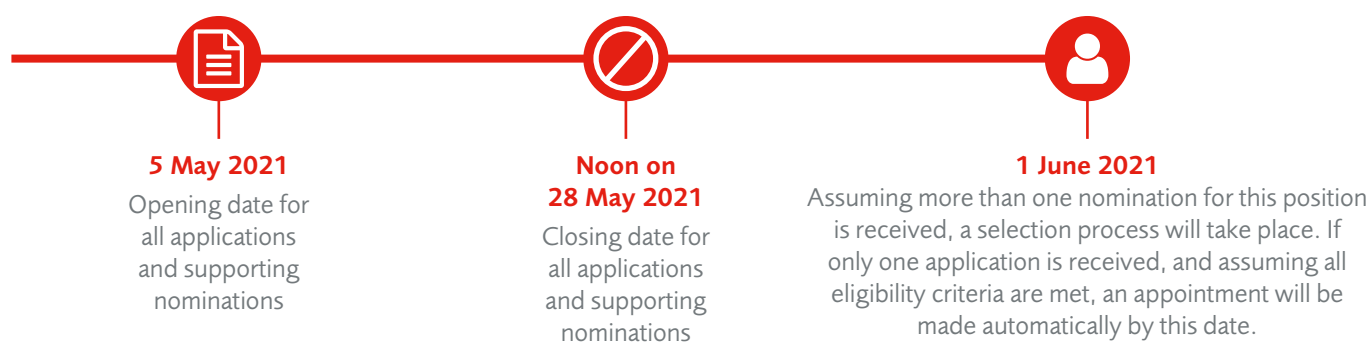 5 May 2021
Opening date for
all applications
and supporting
nominations
Noon on
28 May 2021
Closing date for
all applications
and supporting
nominations
1 June 2021
Assuming more than one nomination for this position
is received, a selection process will take place. If
only one application is received, and assuming all
eligibility criteria are met, an appointment will be
made automatically by this date.